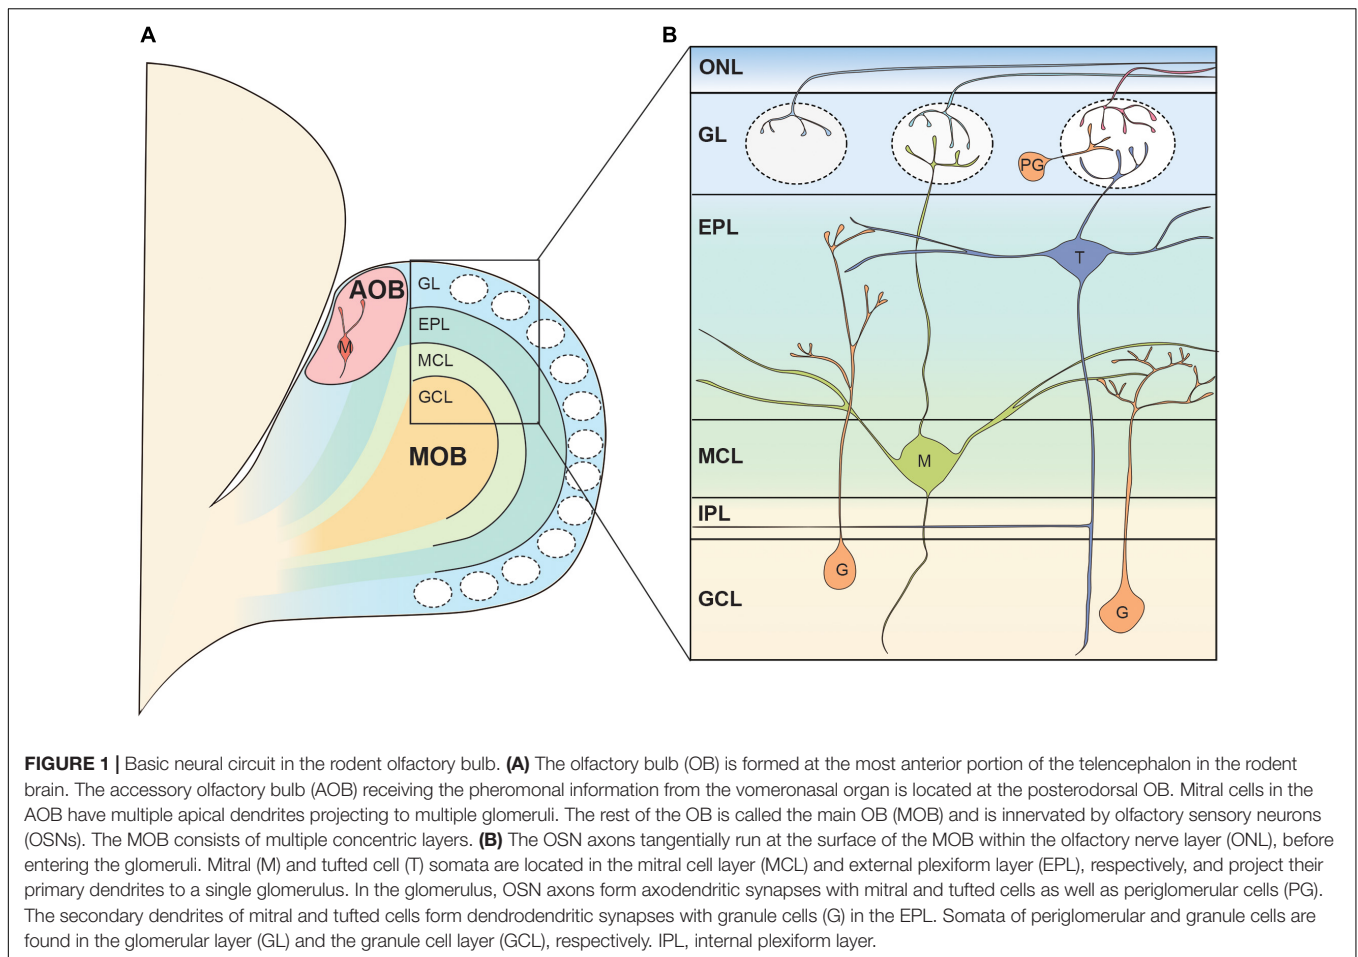 A
B
AOB
M
GL
EPL
MCL
GCL
MOB
ONL
GL
PG
EPL
T
MCL
M
IPL
G
GCL
G
FIGURE 1 | Basic neural circuit in the rodent olfactory bulb. (A) The olfactory bulb (OB) is formed at the most anterior portion of the telencephalon in the rodent
brain. The accessory olfactory bulb (AOB) receiving the pheromonal information from the vomeronasal organ is located at the posterodorsal OB. Mitral cells in the
AOB have multiple apical dendrites projecting to multiple glomeruli. The rest of the OB is called the main OB (MOB) and is innervated by olfactory sensory neurons
(OSNs). The MOB consists of multiple concentric layers. (B) The OSN axons tangentially run at the surface of the MOB within the olfactory nerve layer (ONL), before
entering the glomeruli. Mitral (M) and tufted cell (T) somata are located in the mitral cell layer (MCL) and external plexiform layer (EPL), respectively, and project their
primary dendrites to a single glomerulus. In the glomerulus, OSN axons form axodendritic synapses with mitral and tufted cells as well as periglomerular cells (PG).
The secondary dendrites of mitral and tufted cells form dendrodendritic synapses with granule cells (G) in the EPL. Somata of periglomerular and granule cells are
found in the glomerular layer (GL) and the granule cell layer (GCL), respectively. IPL, internal plexiform layer.